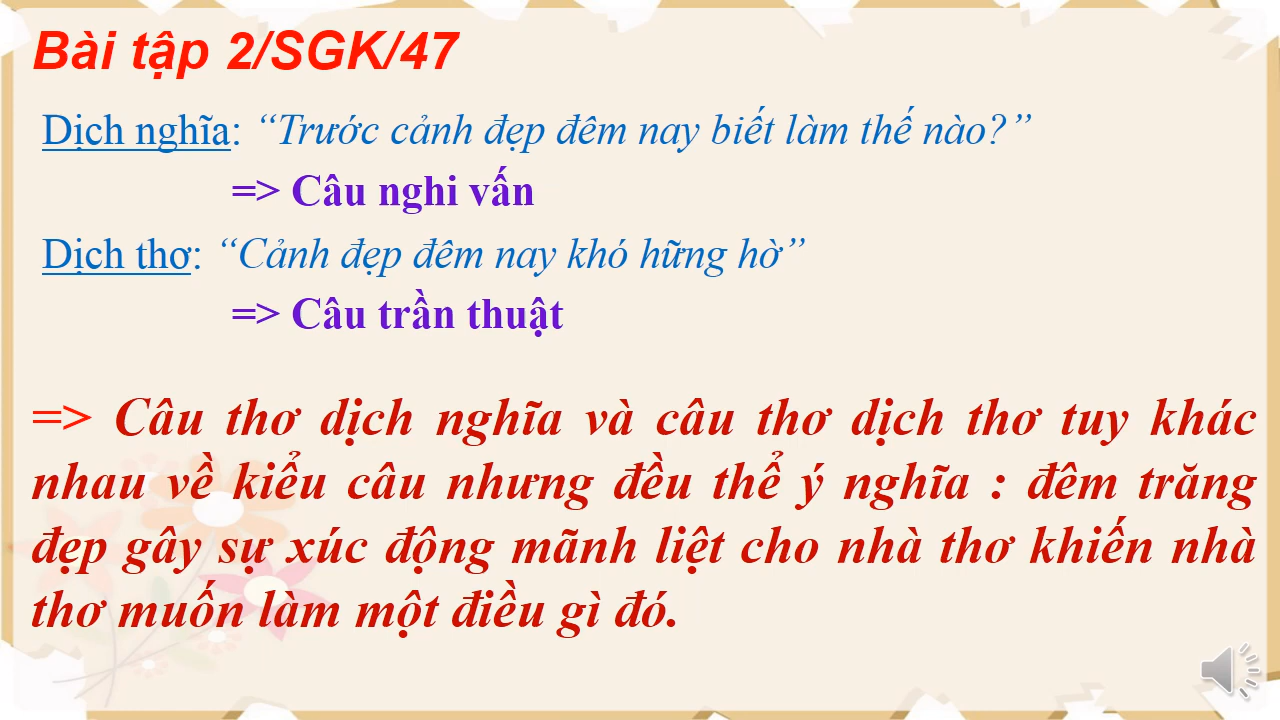 Bài tập 2/SGK/47
Dịch nghĩa: “Trước cảnh đẹp đêm nay biết làm thế nào?”
=> Câu nghi vấn
Dịch thơ: “Cảnh đẹp đêm nay khó hững hờ”
=> Câu trần thuật
=> Câu thơ dịch nghĩa và câu thơ dịch thơ tuy khác
nhau về kiểu câu nhưng đều thể ý nghĩa : đêm trăng
đẹp gây sự xúc động mãnh liệt cho nhà thơ khiến nhà
thơ muốn làm một điều gì đó.